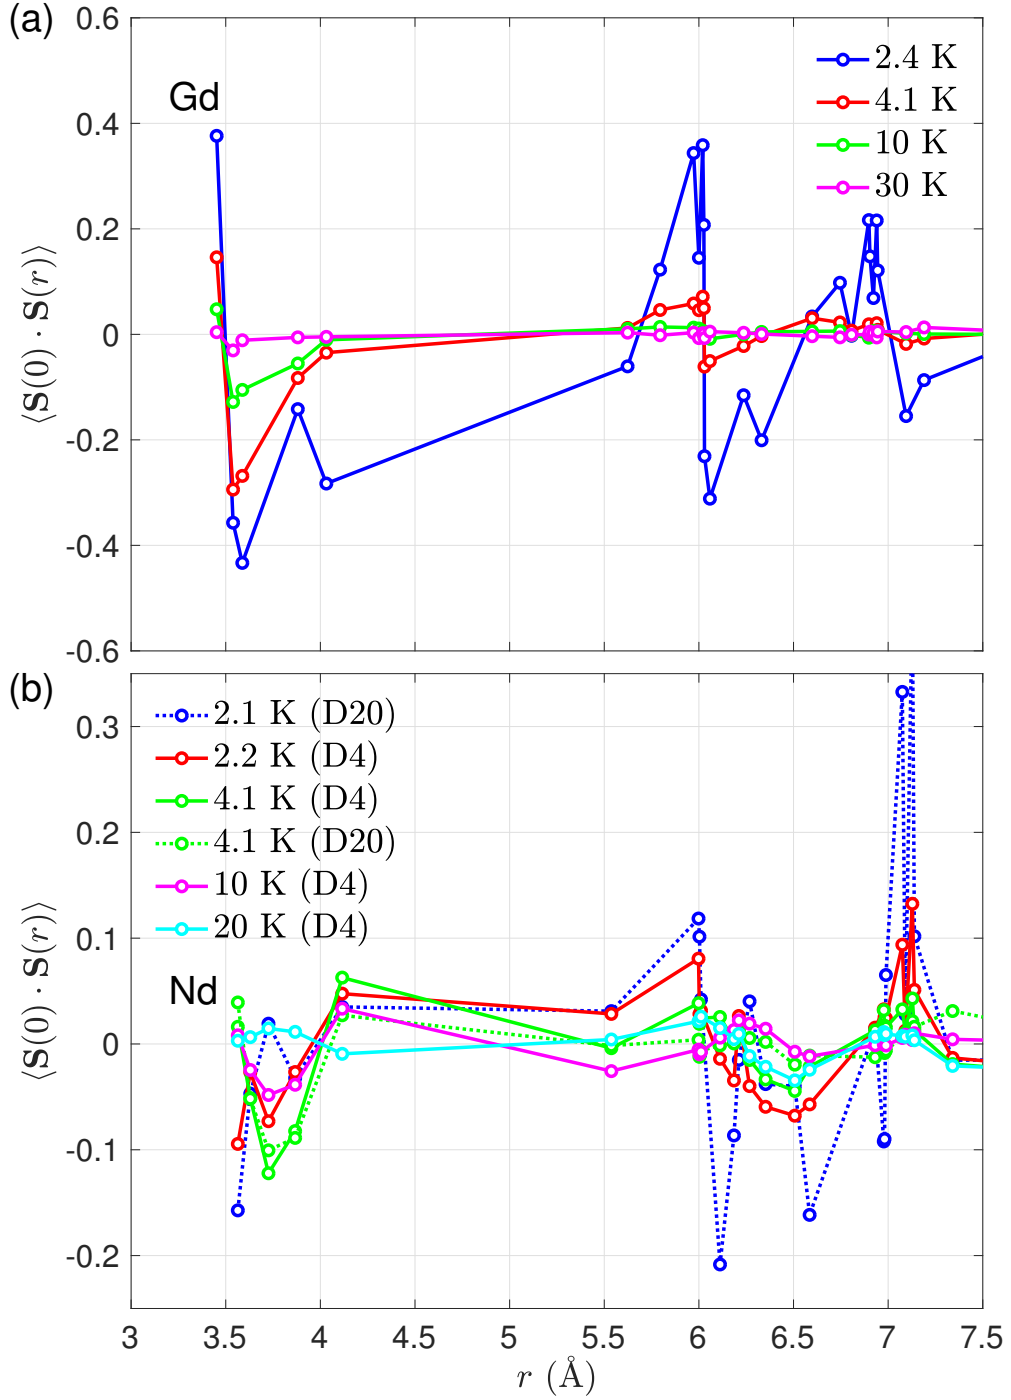 (a)
0.6
0.4
0.2
0
-0.2
-0.4
-0.6
⟨S(0) · S(r)⟩
Gd
2.4 K
4.1 K
10 K
30 K
(b)
0.3
0.2
0.1
0
-0.1
-0.2
⟨S(0) · S(r)⟩
2.1 K (D20)
2.2 K (D4)
4.1 K (D4)
4.1 K (D20)
10 K (D4)
20 K (D4)
Nd
3 3.5 4 4.5 5 5.5 6 6.5 7 7.5
r (Å)